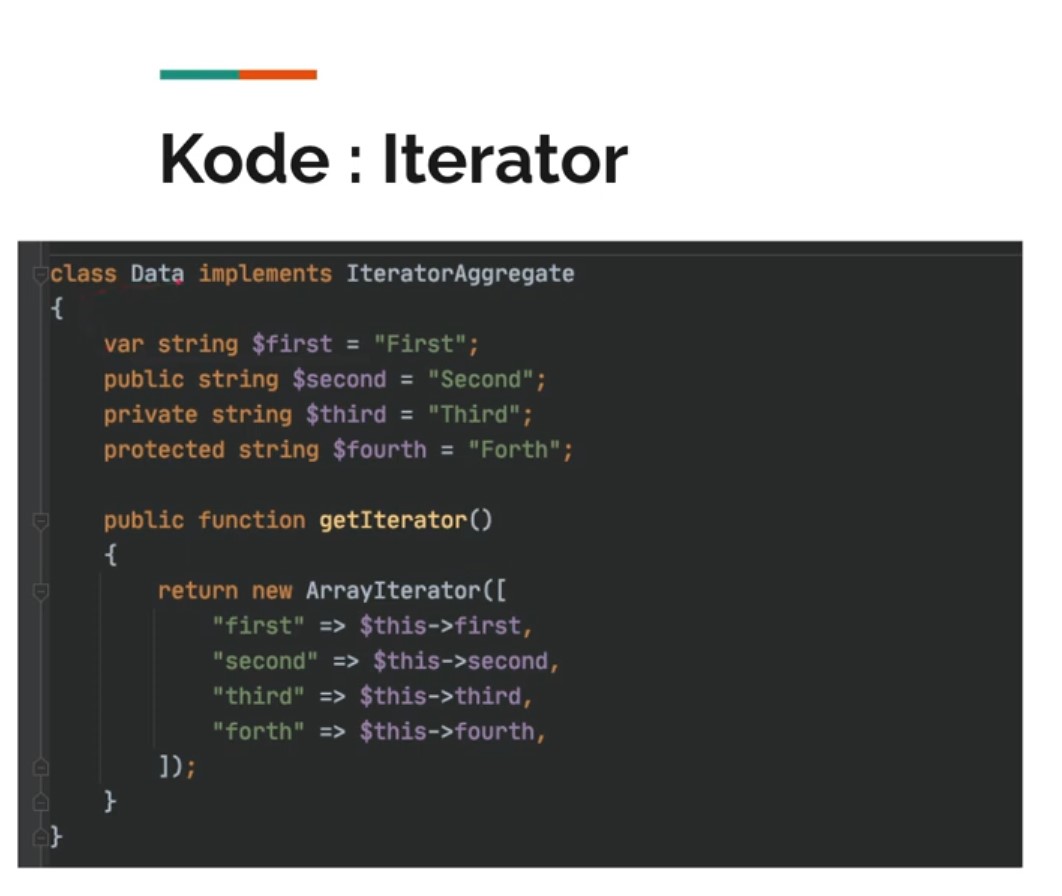 Kode : Iterator
class Data implements IteratorAggregate
{
    var string $first = "First";
    public string $second = "Second";
    private string $third = "Third";
    protected string $fourth = "Forth";

    public function getIterator()
    {
        return new ArrayIterator([
            "first" => $this->first,
            "second" => $this->second,
            "third" => $this->third,
            "forth" => $this->fourth,
        ]);
    }
}